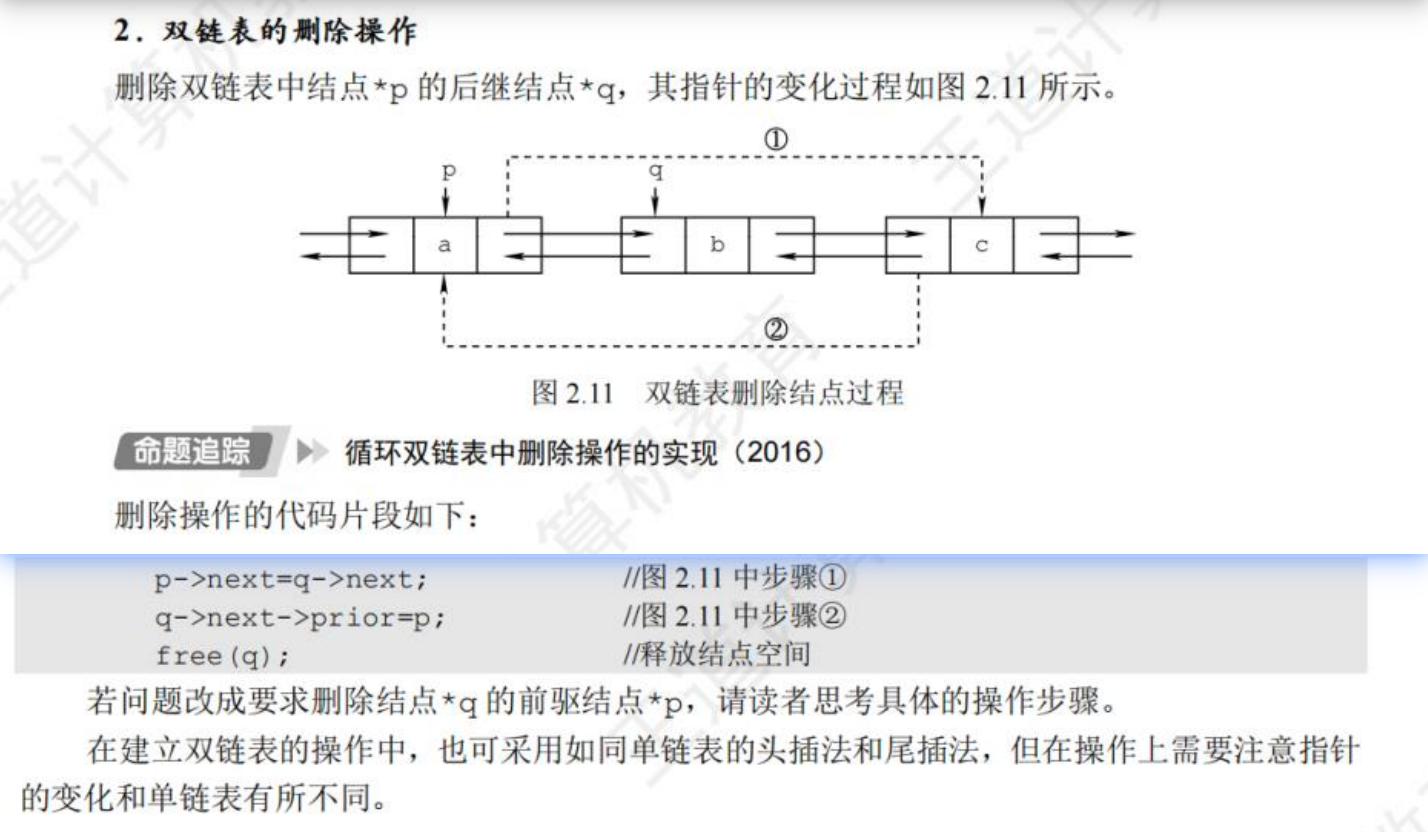 2．双链表的删除操作
删除双链表中结点*p 的后继结点*q，其指针的变化过程如图 2.11 所示。
①
p
q
a
b
c
②
图 2.11 双链表删除结点过程
命题追踪 循环双链表中删除操作的实现（2016）
删除操作的代码片段如下：
p->next=q->next; //图 2.11 中步骤①
q->next->prior=p; //图 2.11 中步骤②
free(q); //释放结点空间
若问题改成要求删除结点*q 的前驱结点*p，请读者思考具体的操作步骤。
在建立双链表的操作中，也可采用如同单链表的头插法和尾插法，但在操作上需要注意指针
的变化和单链表有所不同。